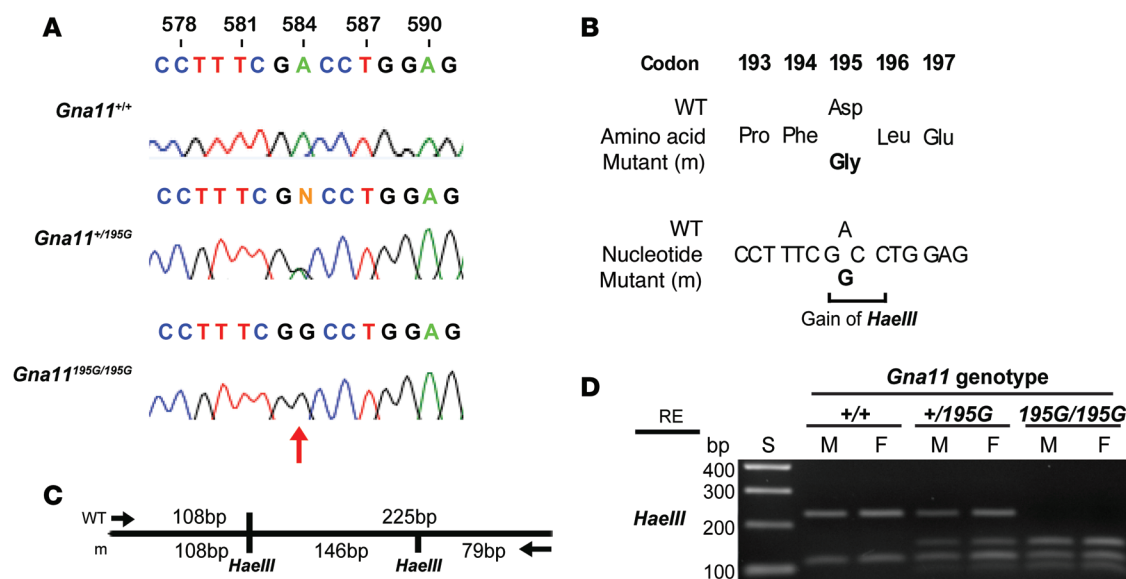 A
578 581 584 587 590
CCTTTCGACCTGGAG
Gna11+/+
CCTTTCGNCCTGGAG
Gna11+/195G
CCTTTCGGCCTGGAG
Gna11195G/195G
B
Codon 193 194 195 196 197
WT Asp
Amino acid Pro Phe Leu Glu
Mutant (m) Gly
WT A
Nucleotide CCT TTC G C CTG GAG
Mutant (m) G
Gain of HaeIII
C
WT 108bp 225bp
m 108bp 146bp 79bp
HaeIII HaeIII
D
Gna11 genotype
RE +/+ +/195G 195G/195G
bp S M F M F M F
400
300
HaeIII
200
100